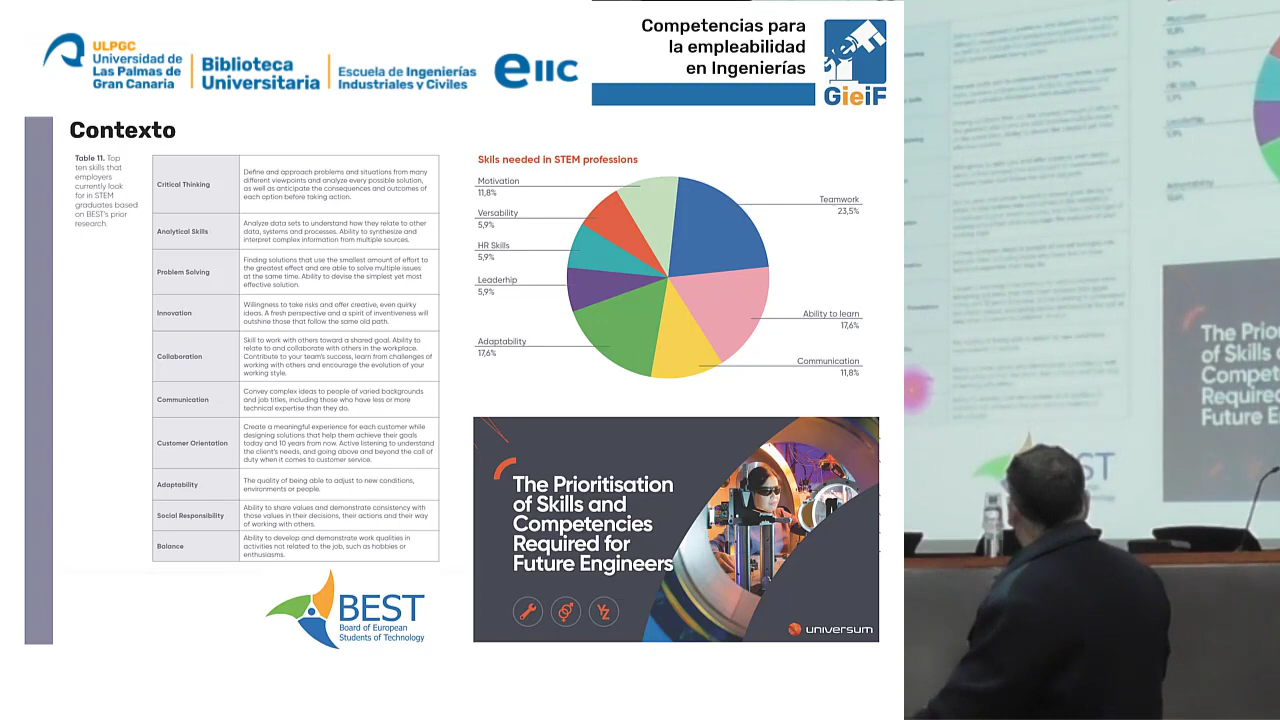 ULPGC
Universidad de
Las Palmas de
Gran Canaria
Biblioteca
Universitaria
Escuela de Ingenierías
Industriales y Civiles
eiic
Competencias para
la empleabilidad
en Ingenierías
GieiF
Contexto
Table 11. Top
ten skills that
employers
currently look
for in STEM
graduates based
on BEST's prior
research.
Critical Thinking
Define and approach problems and situations from many
different viewpoints and analyze every possible solution,
as well as anticipate the consequences and outcomes of
each option before taking action.
Analytical Skills
Analyze data sets to understand how they relate to other
data, systems and processes. Ability to synthesize and
interpret complex information from multiple sources.
Problem Solving
Finding solutions that use the smallest amount of effort to
the greatest effect and are able to solve multiple issues
at the same time. Ability to devise the simplest yet most
effective solution.
Innovation
Willingness to take risks and offer creative, even quirky
ideas. A fresh perspective and a spirit of inventiveness will
outshine those that follow the same old path.
Collaboration
Skill to work with others toward a shared goal. Ability to
relate to and collaborate with others in the workplace.
Contribute to your team's success, learn from challenges of
working with others and encourage the evolution of your
working style.
Communication
Convey complex ideas to people of varied backgrounds
and job titles, including those who have less or more
technical expertise than they do.
Customer Orientation
Create a meaningful experience for each customer while
designing solutions that help them achieve their goals
today and 10 years from now. Active listening to understand
the client's needs, and going above and beyond the call of
duty when it comes to customer service.
Adaptability
The quality of being able to adjust to new conditions,
environments or people.
Social Responsibility
Ability to share values and demonstrate consistency with
those values in their decisions, their actions and their way
of working with others.
Balance
Ability to develop and demonstrate work qualities in
activities not related to the job, such as hobbies or
enthusiasms.
BEST
Board of European
Students of Technology
Skils needed in STEM professions
Motivation
11,8%
Versability
5,9%
HR Skills
5,9%
Leaderhip
5,9%
Adaptability
17,6%
Teamwork
23,5%
Ability to learn
17,6%
Communication
11,8%
The Prioritisation
of Skills and
Competencies
Required for
Future Engineers
YZ
universum
The Prior
of Skills
Compet
Required
Future E
ST